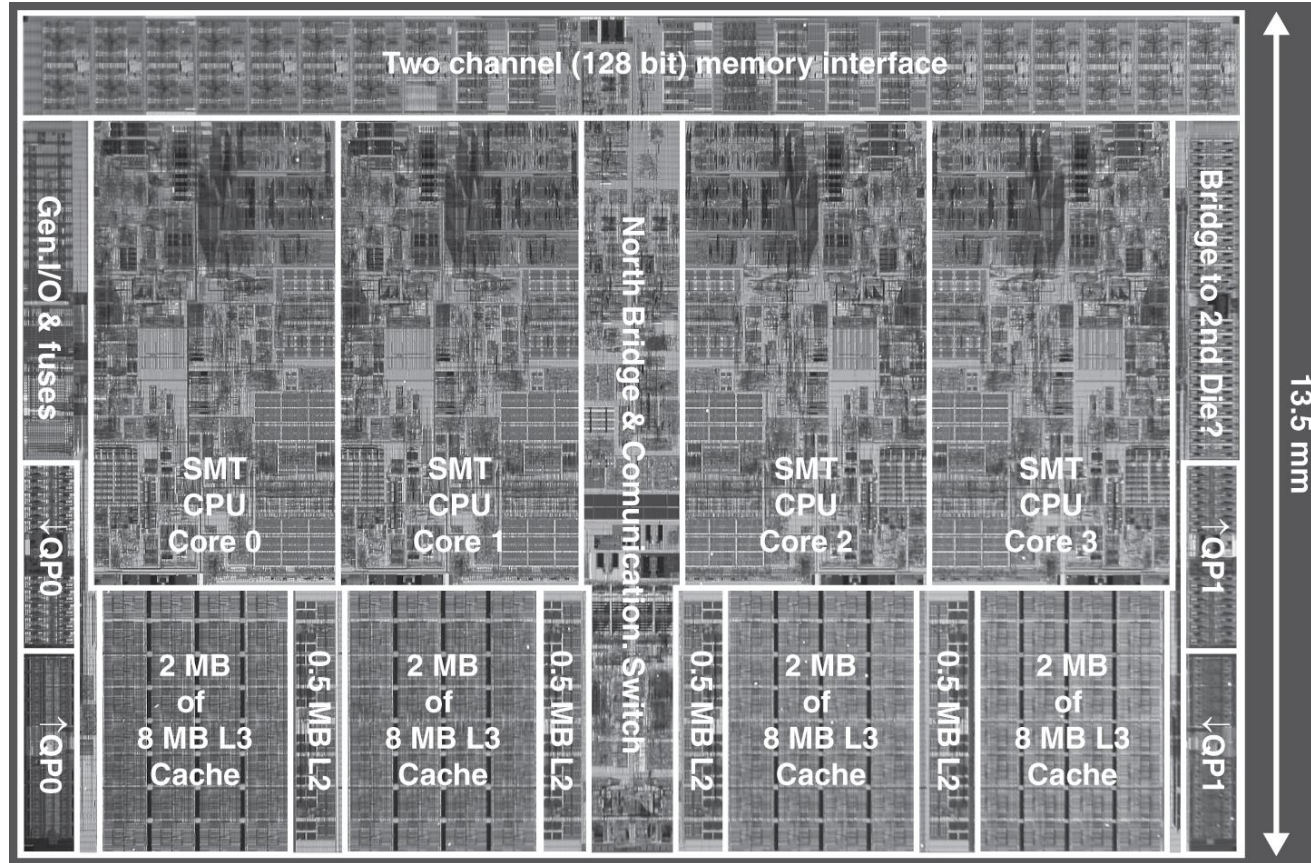 Two channel (128 bit) memory interface
Gen.I/O & fuses
SMT
CPU
Core 0
SMT
CPU
Core 1
North Bridge & Communication. Switch
SMT
CPU
Core 2
SMT
CPU
Core 3
Bridge to 2nd Die?
13.5 mm
↓QP0
↑QP0
2 MB
of
8 MB L3
Cache
0.5 MB L2
2 MB
of
8 MB L3
Cache
0.5 MB L2
0.5 MB L2
2 MB
of
8 MB L3
Cache
0.5 MB L2
2 MB
of
8 MB L3
Cache
↑QP1
↓QP1